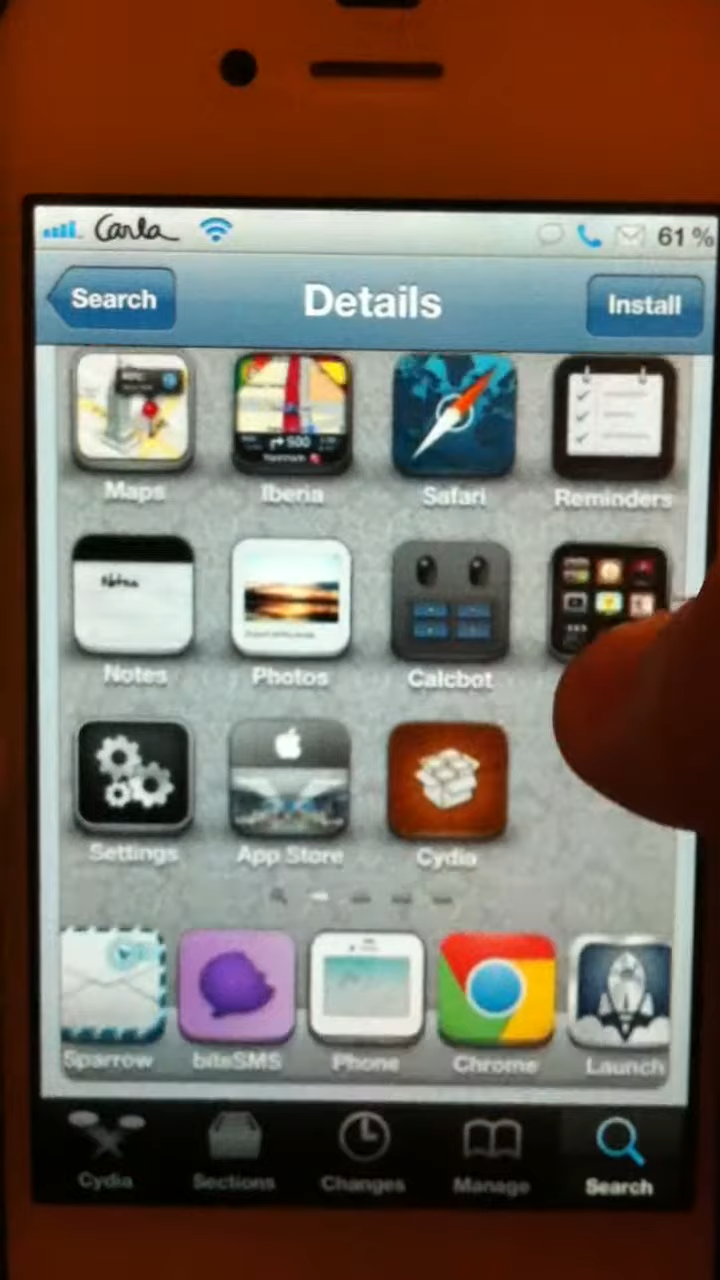 Carla 61 %
Search Details Install
Maps Iberia Safari Reminders
Notes Photos Calcbot
Settings App Store Cydia
Sparrow biteSMS Phone Chrome Launch
Cydia Sections Changes Manage Search